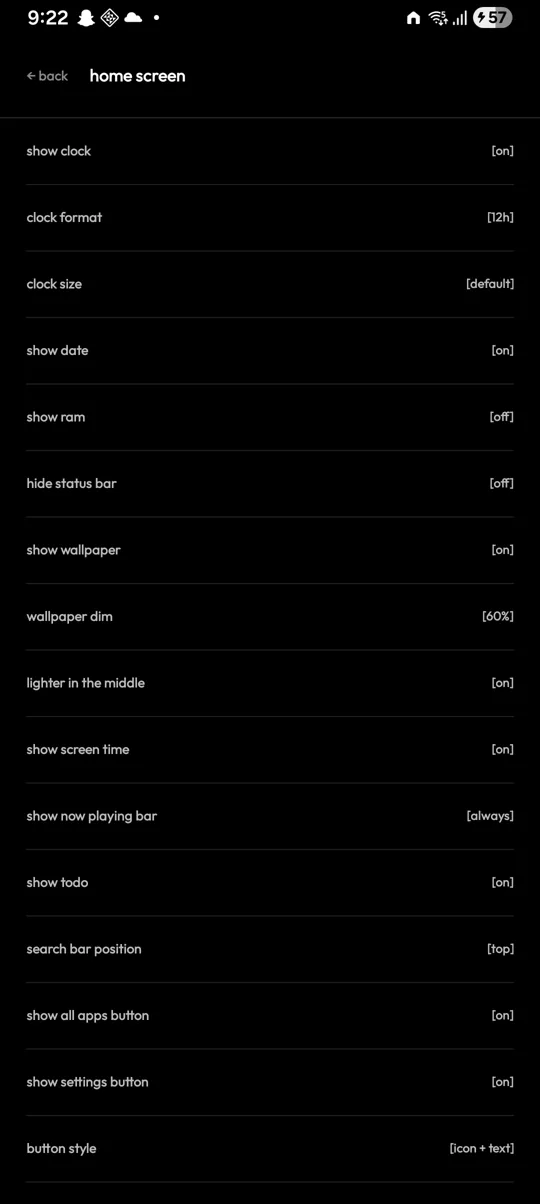 9:22 57
← back home screen
show clock [on]
clock format [12h]
clock size [default]
show date [on]
show ram [off]
hide status bar [off]
show wallpaper [on]
wallpaper dim [60%]
lighter in the middle [on]
show screen time [on]
show now playing bar [always]
show todo [on]
search bar position [top]
show all apps button [on]
show settings button [on]
button style [icon + text]